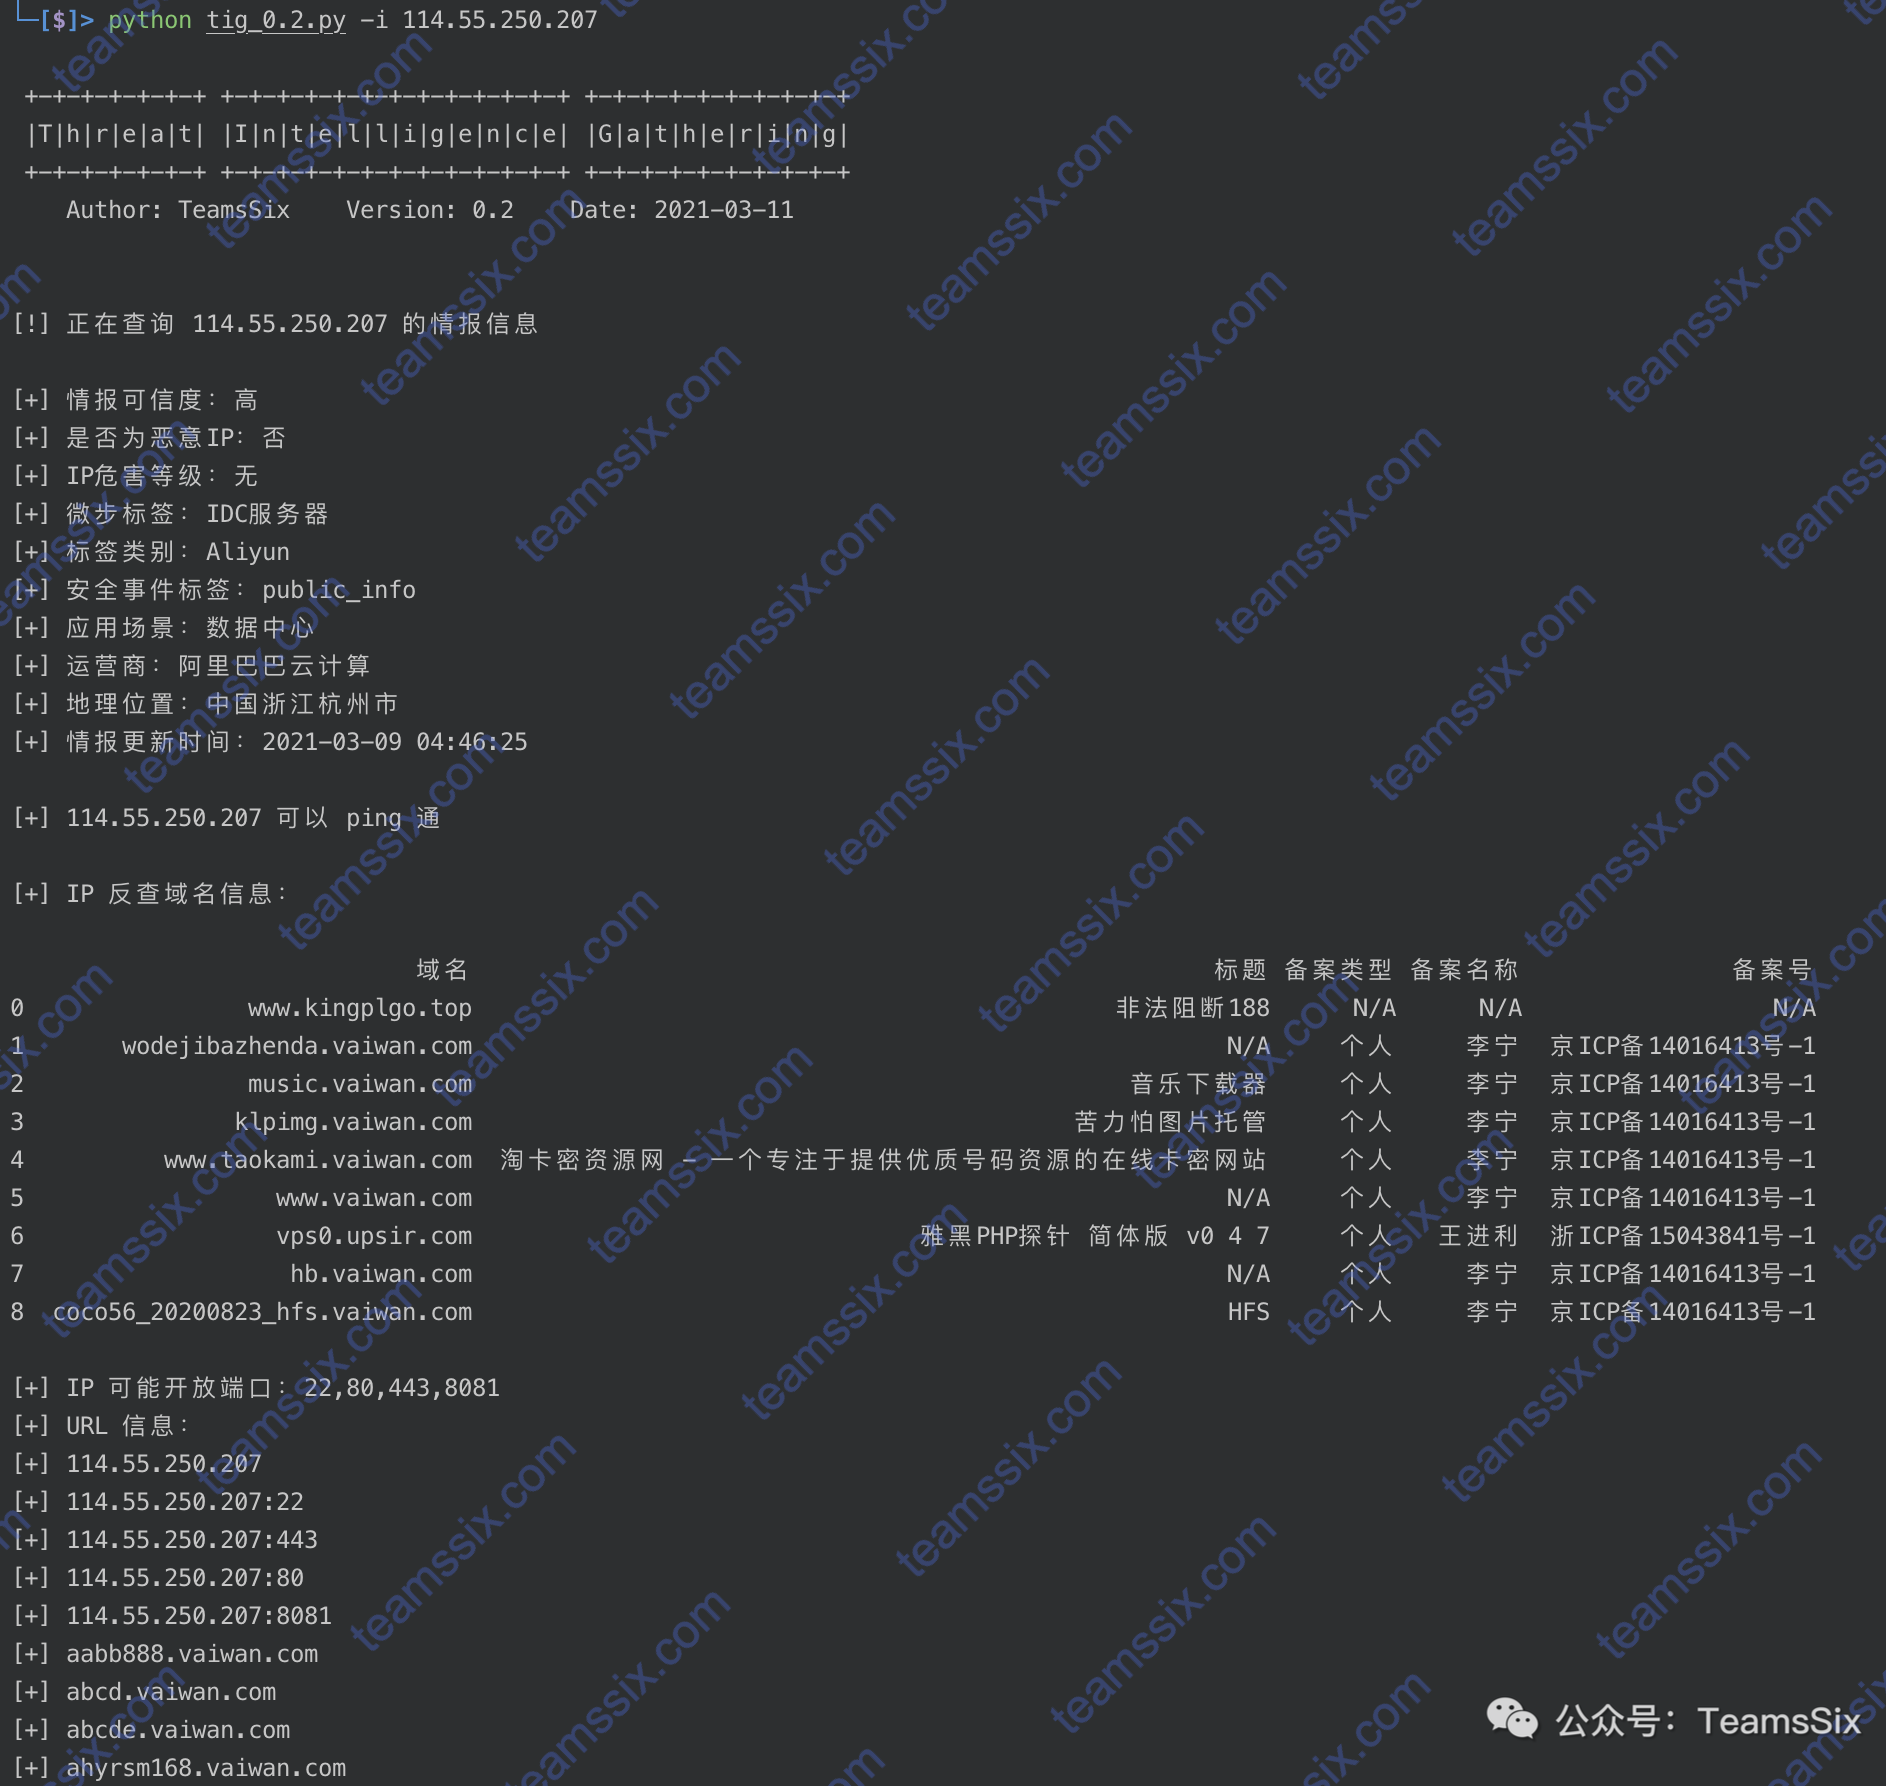 [$]> python tig_0.2.py -i 114.55.250.207
+-+-+-+-+-+-+ +-+-+-+-+-+-+-+-+-+-+-+-+ +-+-+-+-+-+-+-+-+-+
|T|h|r|e|a|t| |I|n|t|e|l|l|i|g|e|n|c|e| |G|a|t|h|e|r|i|n|g|
+-+-+-+-+-+-+ +-+-+-+-+-+-+-+-+-+-+-+-+ +-+-+-+-+-+-+-+-+-+
Author: TeamsSix    Version: 0.2    Date: 2021-03-11
[!] 正在查询 114.55.250.207 的情报信息
[+] 情报可信度：高
[+] 是否为恶意IP：否
[+] IP危害等级：无
[+] 微步标签：IDC服务器
[+] 标签类别：Aliyun
[+] 安全事件标签：public_info
[+] 应用场景：数据中心
[+] 运营商：阿里巴巴云计算
[+] 地理位置：中国浙江杭州市
[+] 情报更新时间：2021-03-09 04:46:25
[+] 114.55.250.207 可以 ping 通
[+] IP 反查域名信息：
域名 标题 备案类型 备案名称 备案号
0 www.kingplgo.top 非法阻断188 N/A N/A N/A
1 wodejibazhenda.vaiwan.com N/A 个人 李宁 京ICP备14016413号-1
2 music.vaiwan.com 音乐下载器 个人 李宁 京ICP备14016413号-1
3 klpimg.vaiwan.com 苦力怕图片托管 个人 李宁 京ICP备14016413号-1
4 www.taokami.vaiwan.com 淘卡密资源网 - 一个专注于提供优质号码资源的在线卡密网站 个人 李宁 京ICP备14016413号-1
5 www.vaiwan.com N/A 个人 李宁 京ICP备14016413号-1
6 vps0.upsir.com 雅黑PHP探针 简体版 v0 4 7 个人 王进利 浙ICP备15043841号-1
7 hb.vaiwan.com N/A 个人 李宁 京ICP备14016413号-1
8 coco56_20200823_hfs.vaiwan.com HFS 个人 李宁 京ICP备14016413号-1
[+] IP 可能开放端口：22,80,443,8081
[+] URL 信息：
[+] 114.55.250.207
[+] 114.55.250.207:22
[+] 114.55.250.207:443
[+] 114.55.250.207:80
[+] 114.55.250.207:8081
[+] aabb888.vaiwan.com
[+] abcd.vaiwan.com
[+] abcde.vaiwan.com
[+] ahyrsm168.vaiwan.com
公众号：TeamsSix
teamssix.com